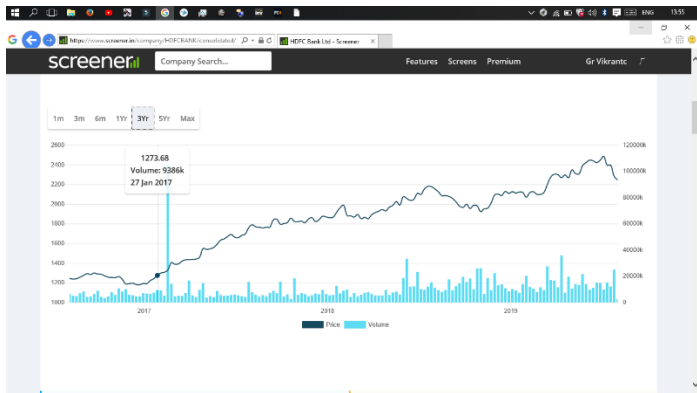 ENG 13:55
https://www.screener.in/company/HDFCBANK/consolidated/
HDFC Bank Ltd - Screener
screener
Company Search...
Features Screens Premium
Gr Vikrantc
1m 3m 6m 1Yr 3Yr 5Yr Max
2600 120000k
2400 100000k
2200 80000k
2000
1800 60000k
1600 40000k
1400
1200 20000k
1000 0
1273.68
Volume: 9386k
27 Jan 2017
2017 2018 2019
Price Volume